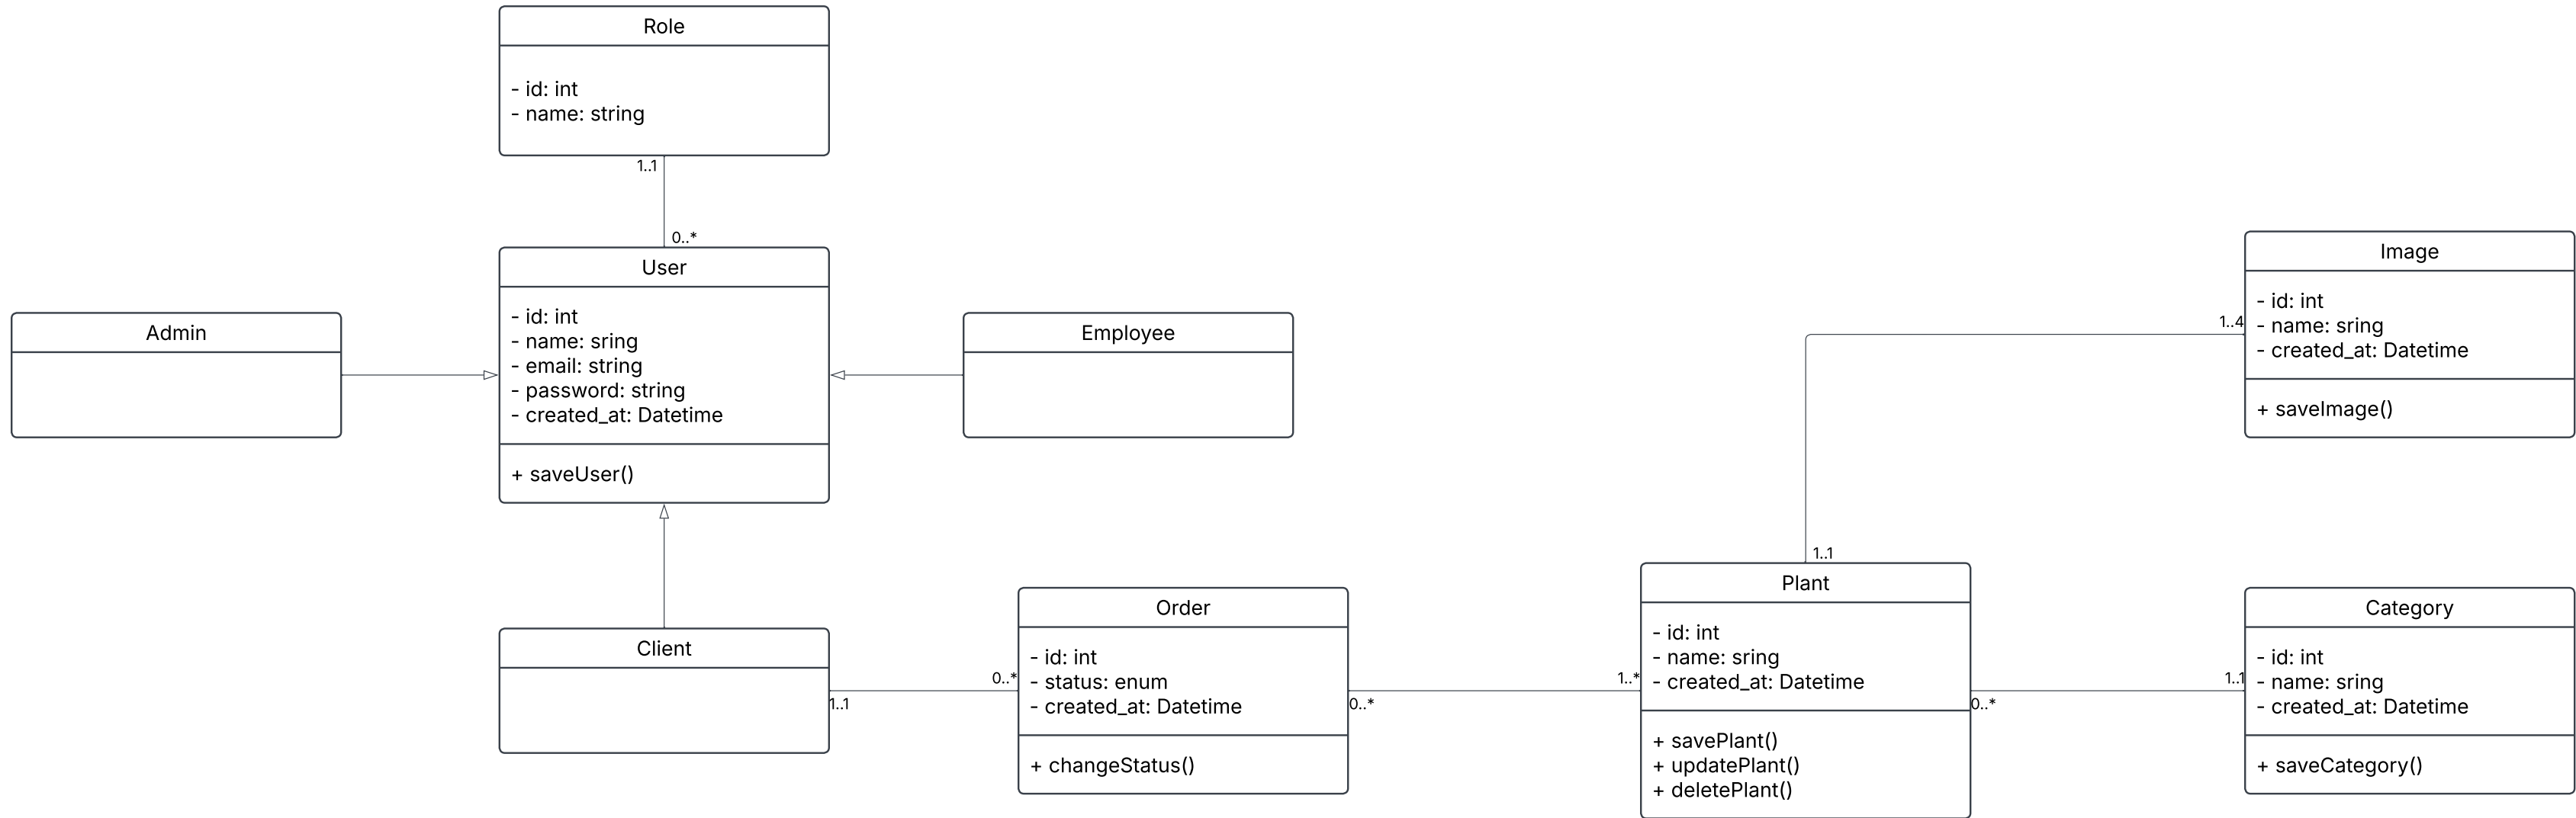 Role
- id: int
- name: string
1..1
0..*
User
- id: int
- name: sring
- email: string
- password: string
- created_at: Datetime
+ saveUser()
Admin
Employee
Image
- id: int
- name: sring
- created_at: Datetime
+ saveImage()
1..4
1..1
Client
1..1
0..*
Order
- id: int
- status: enum
- created_at: Datetime
+ changeStatus()
0..*
1..*
Plant
- id: int
- name: sring
- created_at: Datetime
+ savePlant()
+ updatePlant()
+ deletePlant()
0..*
1..1
Category
- id: int
- name: sring
- created_at: Datetime
+ saveCategory()